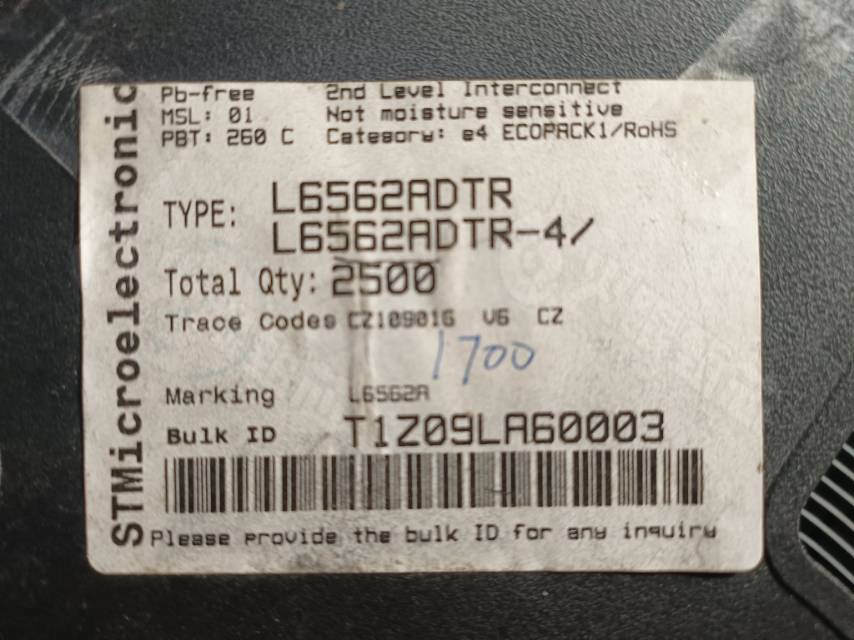 STMicroelectronic
Pb-free 2nd Level Interconnect
MSL: 01 Not moisture sensitive
PBT: 260 C Category: e4 ECOPACK1/RoHS
TYPE: L6562ADTR
L6562ADTR-4/
Total Qty: 2500
Trace Codes CZ10901G V6 CZ
1700
Marking L6562A
Bulk ID T1Z09LA60003
Please provide the bulk ID for any inquiry